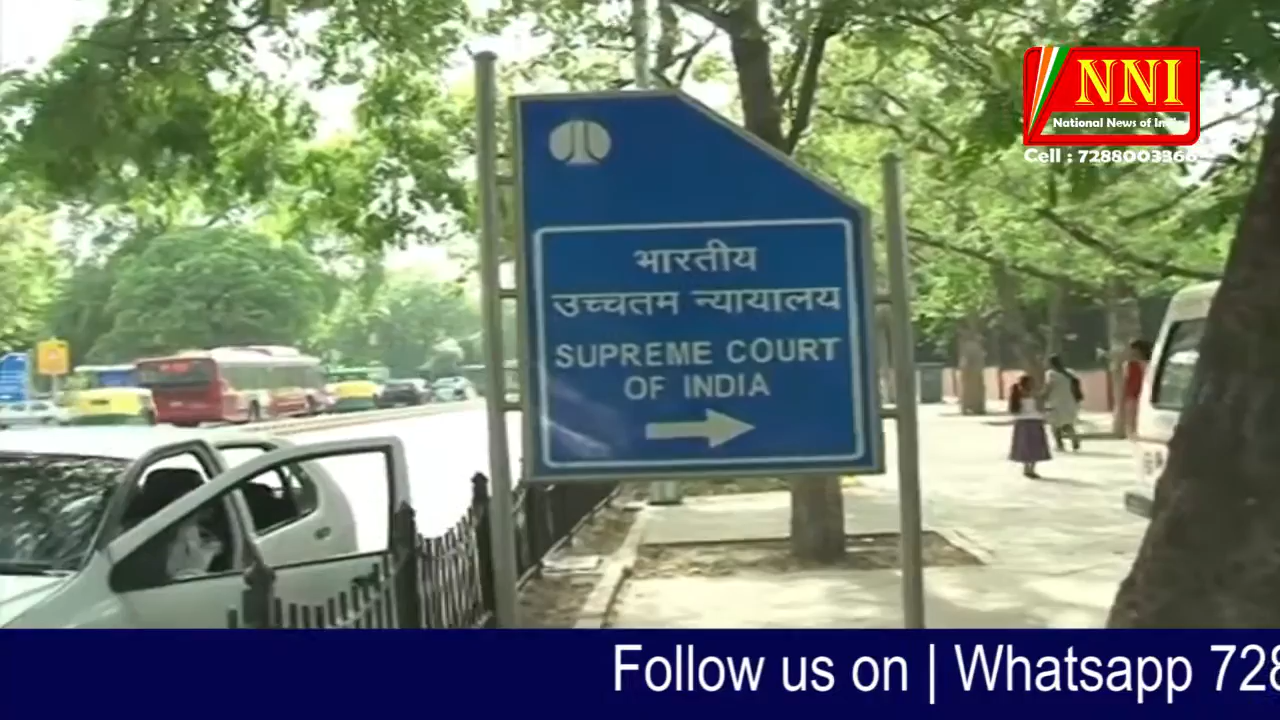 NNI
National News of India
Cell : 7288003366
भारतीय
उच्चतम न्यायालय
SUPREME COURT
OF INDIA
Follow us on | Whatsapp 728